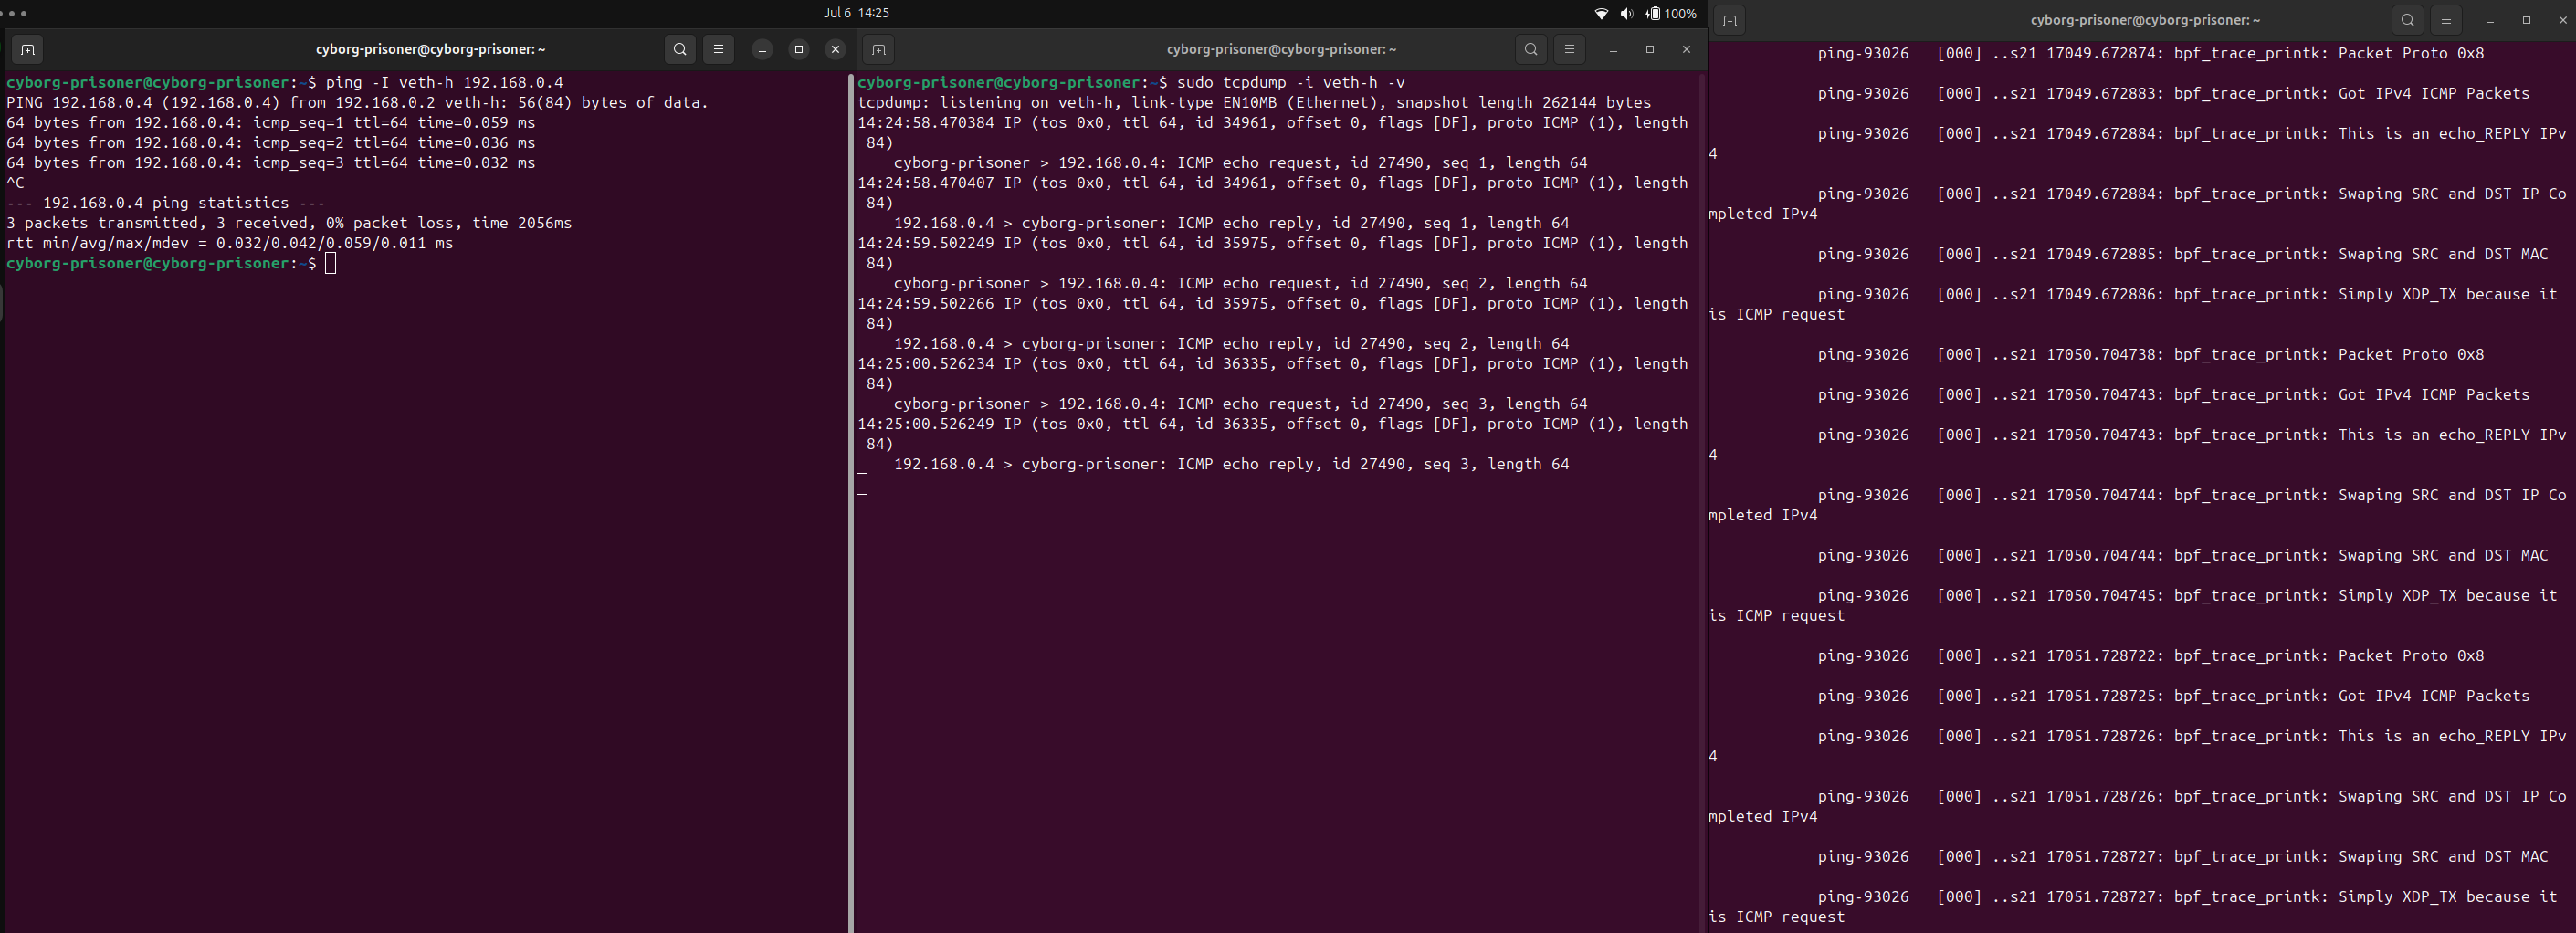 Jul 6 14:25
100%
cyborg-prisoner@cyborg-prisoner: ~
cyborg-prisoner@cyborg-prisoner:~$ ping -I veth-h 192.168.0.4
PING 192.168.0.4 (192.168.0.4) from 192.168.0.2 veth-h: 56(84) bytes of data.
64 bytes from 192.168.0.4: icmp_seq=1 ttl=64 time=0.059 ms
64 bytes from 192.168.0.4: icmp_seq=2 ttl=64 time=0.036 ms
64 bytes from 192.168.0.4: icmp_seq=3 ttl=64 time=0.032 ms
^C
--- 192.168.0.4 ping statistics ---
3 packets transmitted, 3 received, 0% packet loss, time 2056ms
rtt min/avg/max/mdev = 0.032/0.042/0.059/0.011 ms
cyborg-prisoner@cyborg-prisoner:~$
cyborg-prisoner@cyborg-prisoner: ~
cyborg-prisoner@cyborg-prisoner:~$ sudo tcpdump -i veth-h -v
tcpdump: listening on veth-h, link-type EN10MB (Ethernet), snapshot length 262144 bytes
14:24:58.470384 IP (tos 0x0, ttl 64, id 34961, offset 0, flags [DF], proto ICMP (1), length
84)
cyborg-prisoner > 192.168.0.4: ICMP echo request, id 27490, seq 1, length 64
14:24:58.470407 IP (tos 0x0, ttl 64, id 34961, offset 0, flags [DF], proto ICMP (1), length
84)
192.168.0.4 > cyborg-prisoner: ICMP echo reply, id 27490, seq 1, length 64
14:24:59.502249 IP (tos 0x0, ttl 64, id 35975, offset 0, flags [DF], proto ICMP (1), length
84)
cyborg-prisoner > 192.168.0.4: ICMP echo request, id 27490, seq 2, length 64
14:24:59.502266 IP (tos 0x0, ttl 64, id 35975, offset 0, flags [DF], proto ICMP (1), length
84)
192.168.0.4 > cyborg-prisoner: ICMP echo reply, id 27490, seq 2, length 64
14:25:00.526234 IP (tos 0x0, ttl 64, id 36335, offset 0, flags [DF], proto ICMP (1), length
84)
cyborg-prisoner > 192.168.0.4: ICMP echo request, id 27490, seq 3, length 64
14:25:00.526249 IP (tos 0x0, ttl 64, id 36335, offset 0, flags [DF], proto ICMP (1), length
84)
192.168.0.4 > cyborg-prisoner: ICMP echo reply, id 27490, seq 3, length 64
cyborg-prisoner@cyborg-prisoner: ~
ping-93026 [000] ..s21 17049.672874: bpf_trace_printk: Packet Proto 0x8
ping-93026 [000] ..s21 17049.672883: bpf_trace_printk: Got IPv4 ICMP Packets
ping-93026 [000] ..s21 17049.672884: bpf_trace_printk: This is an echo_REPLY IPv
4
ping-93026 [000] ..s21 17049.672884: bpf_trace_printk: Swaping SRC and DST IP Co
mpleted IPv4
ping-93026 [000] ..s21 17049.672885: bpf_trace_printk: Swaping SRC and DST MAC
ping-93026 [000] ..s21 17049.672886: bpf_trace_printk: Simply XDP_TX because it
is ICMP request
ping-93026 [000] ..s21 17050.704738: bpf_trace_printk: Packet Proto 0x8
ping-93026 [000] ..s21 17050.704743: bpf_trace_printk: Got IPv4 ICMP Packets
ping-93026 [000] ..s21 17050.704743: bpf_trace_printk: This is an echo_REPLY IPv
4
ping-93026 [000] ..s21 17050.704744: bpf_trace_printk: Swaping SRC and DST IP Co
mpleted IPv4
ping-93026 [000] ..s21 17050.704744: bpf_trace_printk: Swaping SRC and DST MAC
ping-93026 [000] ..s21 17050.704745: bpf_trace_printk: Simply XDP_TX because it
is ICMP request
ping-93026 [000] ..s21 17051.728722: bpf_trace_printk: Packet Proto 0x8
ping-93026 [000] ..s21 17051.728725: bpf_trace_printk: Got IPv4 ICMP Packets
ping-93026 [000] ..s21 17051.728726: bpf_trace_printk: This is an echo_REPLY IPv
4
ping-93026 [000] ..s21 17051.728726: bpf_trace_printk: Swaping SRC and DST IP Co
mpleted IPv4
ping-93026 [000] ..s21 17051.728727: bpf_trace_printk: Swaping SRC and DST MAC
ping-93026 [000] ..s21 17051.728727: bpf_trace_printk: Simply XDP_TX because it
is ICMP request